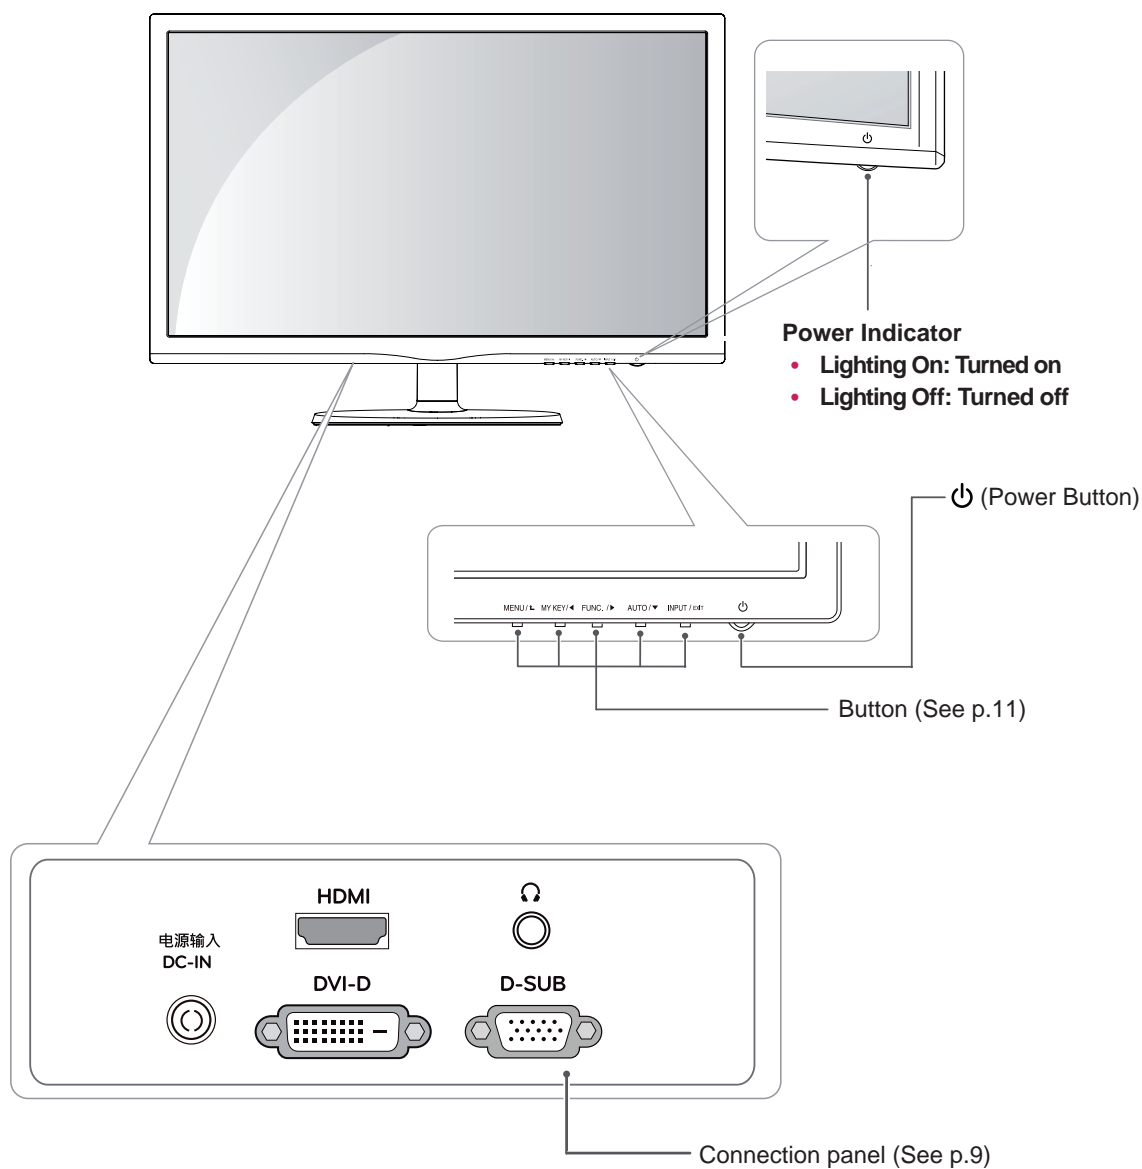 Power Indicator
• Lighting On: Turned on
• Lighting Off: Turned off
(Power Button)
MENU / MY KEY / ◀ FUNC. / ▶ AUTO / ▼ INPUT / EXIT
Button (See p.11)
HDMI
电源输入
DC-IN
DVI-D
D-SUB
Connection panel (See p.9)